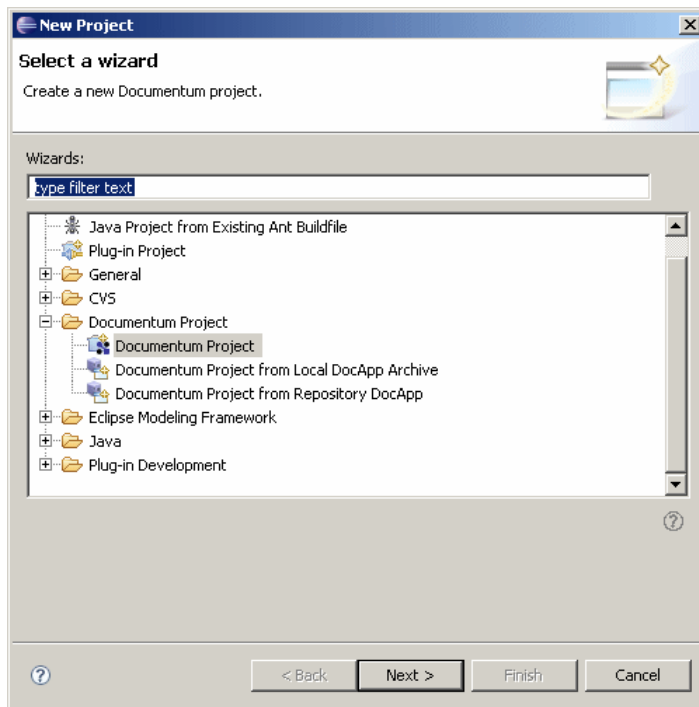 New Project
Select a wizard
Create a new Documentum project.
Wizards:
type filter text
Java Project from Existing Ant Buildfile
Plug-in Project
General
CVS
Documentum Project
Documentum Project
Documentum Project from Local DocApp Archive
Documentum Project from Repository DocApp
Eclipse Modeling Framework
Java
Plug-in Development
< Back Next > Finish Cancel